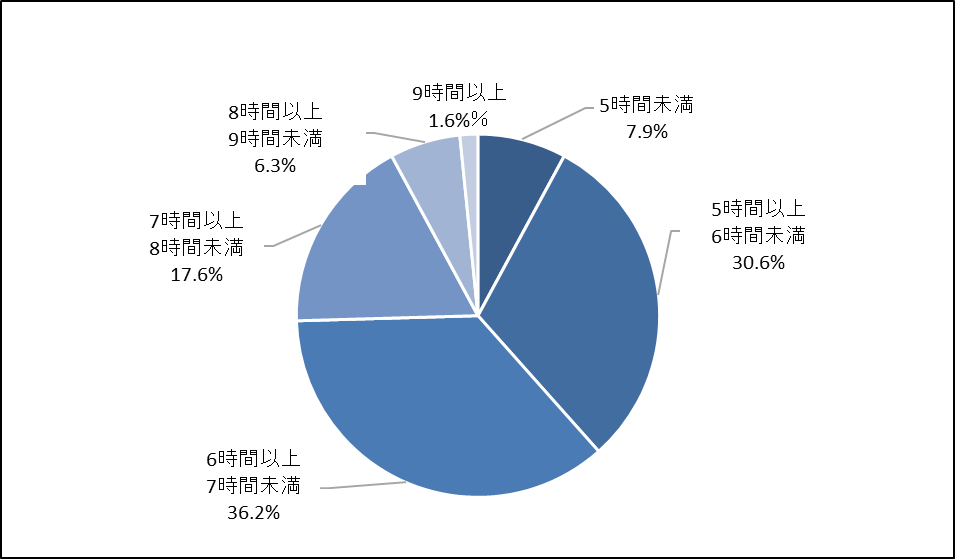 5時間未満
7.9%
5時間以上
6時間未満
30.6%
6時間以上
7時間未満
36.2%
7時間以上
8時間未満
17.6%
8時間以上
9時間未満
6.3%
9時間以上
1.6%%